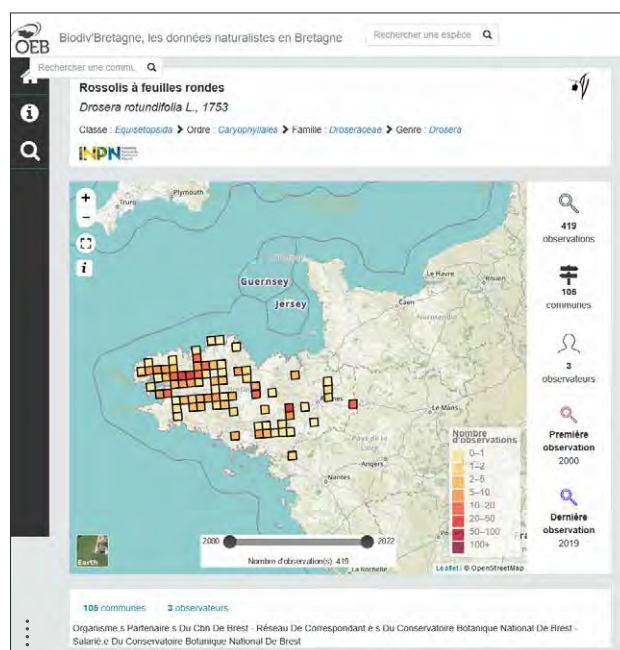 OEB
Biodiv'Bretagne, les données naturalistes en Bretagne
Rechercher une espèce
Rechercher une commu.
Rossolis à feuilles rondes
Drosera rotundifolia L., 1753
Classe : Equisetopsida > Ordre : Caryophyllales > Famille : Droseraceae > Genre : Drosera
INPN
+
−
i
Truro
Plymouth
Guernsey
Jersey
Le Havre
Rouen
Caen
Normandie
Le Mans
Pays de la Loire
Angers
Nantes
La Rochelle
419
observations
105
communes
3
observateurs
Première
observation
2000
Dernière
observation
2019
Nombre
d'observations
0–1
1–2
2–5
5–10
10–20
20–50
50–100
100+
2000
2022
Nombre d'observation(s): 419
Earth
Leaflet | © OpenStreetMap
105 communes 3 observateurs
Organisme.s Partenaire.s Du Cbn De Brest - Réseau De Correspondant.e.s Du Conservatoire Botanique National De Brest -
Salarié.e Du Conservatoire Botanique National De Brest